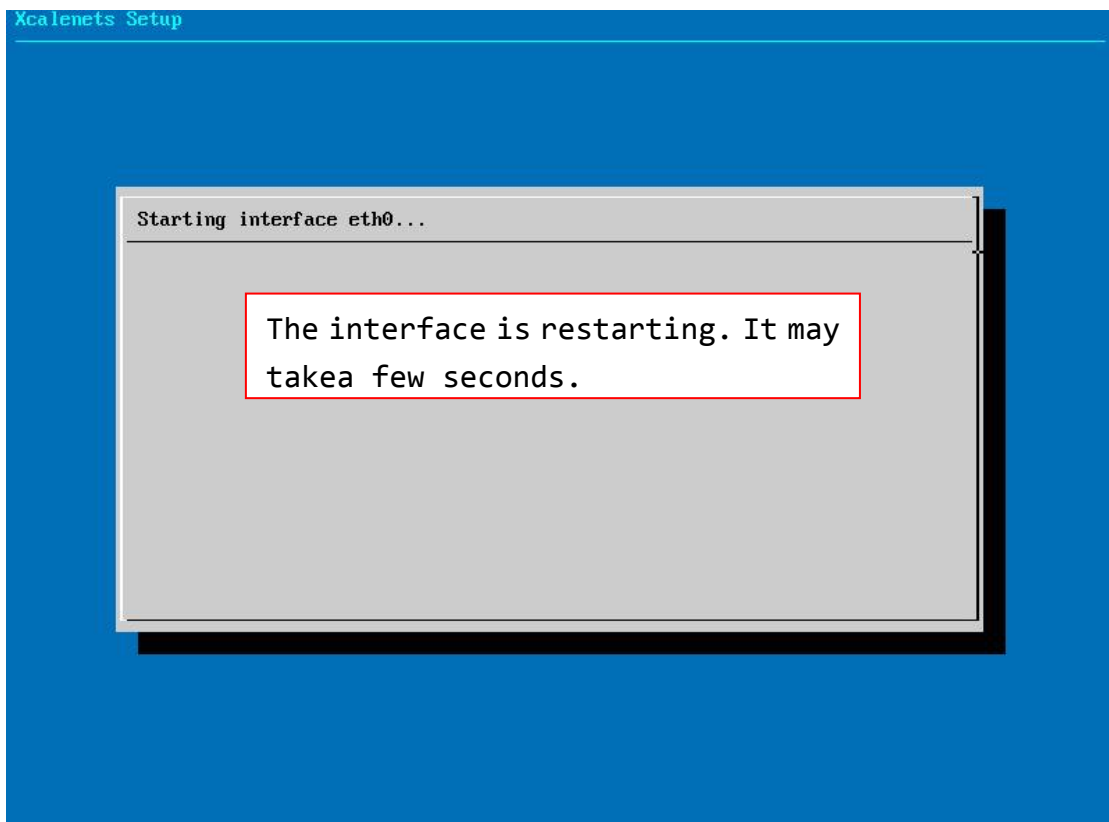 Xcalenets Setup
Starting interface eth0...
The interface is restarting. It may
takea few seconds.